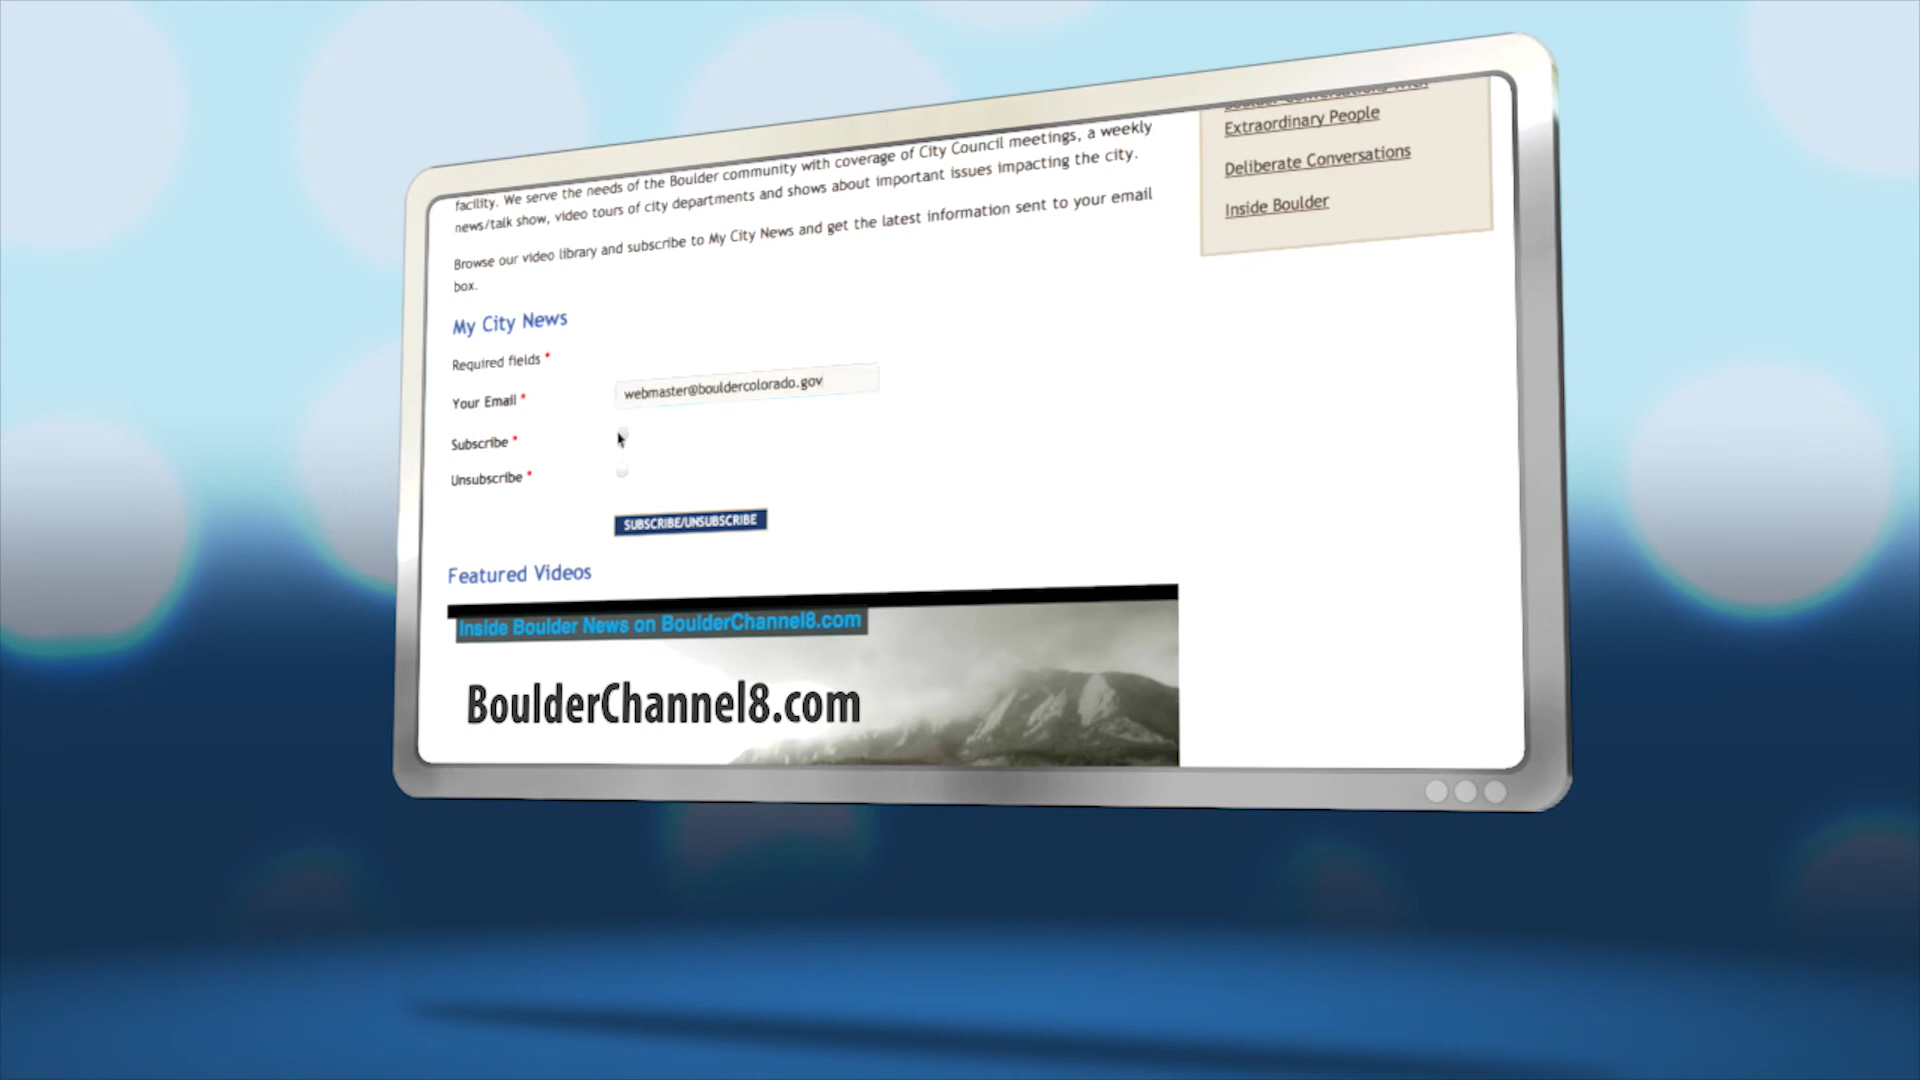 Extraordinary People
Deliberate Conversations
Inside Boulder
facility. We serve the needs of the Boulder community with coverage of City Council meetings, a weekly
news/talk show, video tours of city departments and shows about important issues impacting the city.
Browse our video library and subscribe to My City News and get the latest information sent to your email
box.
My City News
Required fields *
Your Email * webmaster@bouldercolorado.gov
Subscribe *
Unsubscribe *
SUBSCRIBE/UNSUBSCRIBE
Featured Videos
Inside Boulder News on BoulderChannel8.com
BoulderChannel8.com